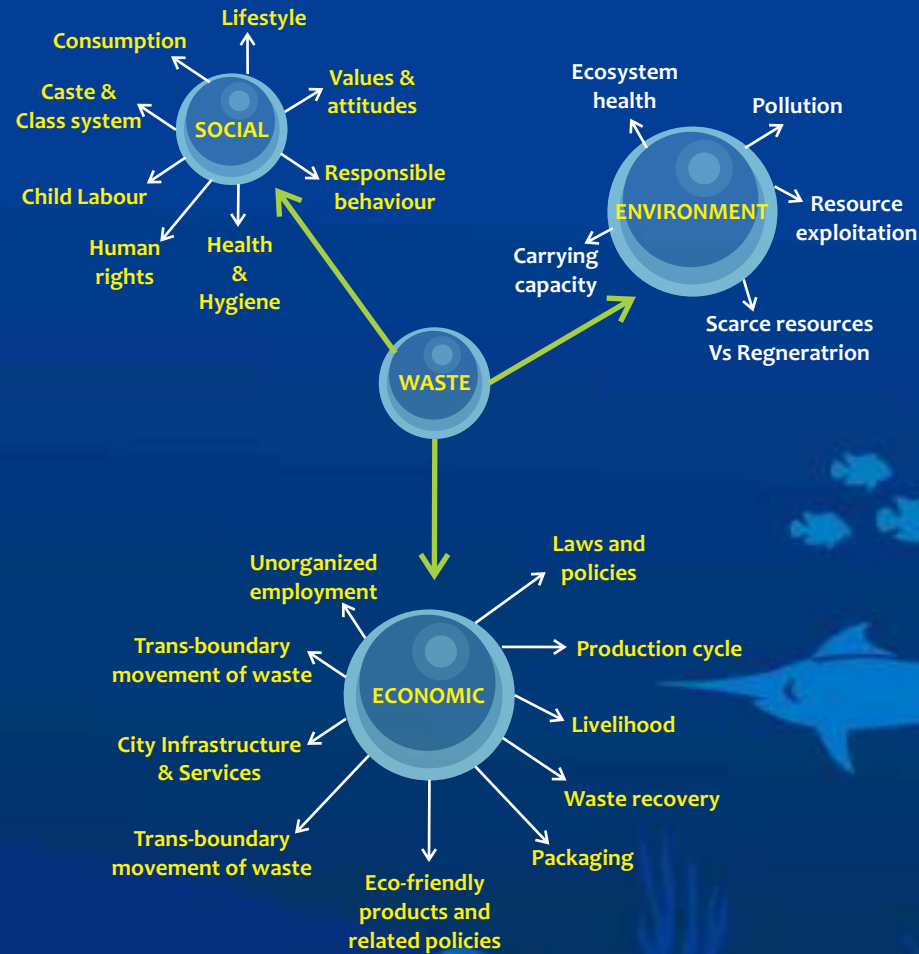 Lifestyle
Consumption
Caste &
Class system
Values &
attitudes
SOCIAL
Child Labour
Responsible
behaviour
Human
rights
Health
&
Hygiene
Ecosystem
health
Pollution
ENVIRONMENT
Resource
exploitation
Carrying
capacity
Scarce resources
Vs Regneratrion
WASTE
Unorganized
employment
Laws and
policies
Trans-boundary
movement of waste
Production cycle
ECONOMIC
Livelihood
City Infrastructure
& Services
Waste recovery
Trans-boundary
movement of waste
Packaging
Eco-friendly
products and
related policies